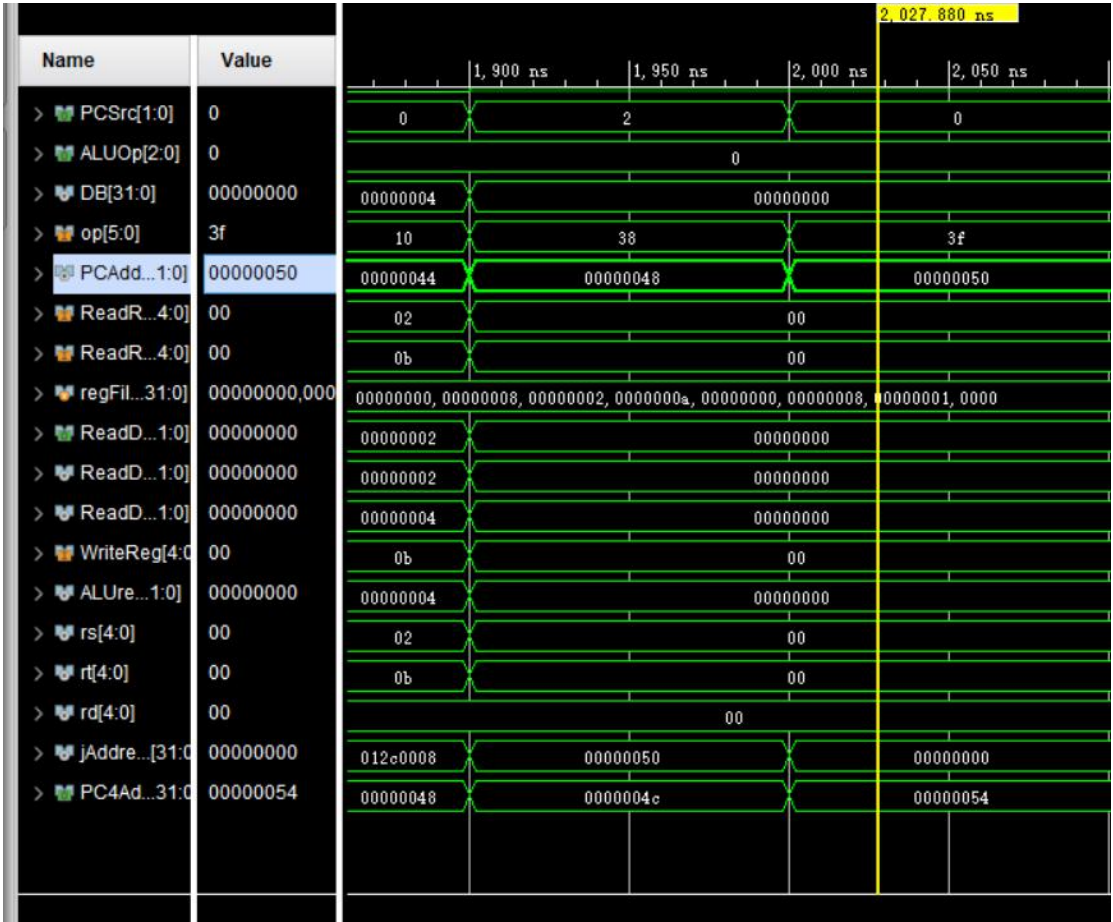 2,027.880 ns
Name Value
1,900 ns 1,950 ns 2,000 ns 2,050 ns
PCSrc[1:0] 0 0 2 0
ALUOp[2:0] 0 0
DB[31:0] 00000000 00000004 00000000
op[5:0] 3f 10 38 3f
PCAdd...1:0] 00000050 00000044 00000048 00000050
ReadR...4:0] 00 02 00
ReadR...4:0] 00 0b 00
regFil...31:0] 00000000,000 00000000,00000008,00000002,0000000a,00000000,00000008,00000001,0000
ReadD...1:0] 00000000 00000002 00000000
ReadD...1:0] 00000000 00000002 00000000
ReadD...1:0] 00000000 00000004 00000000
WriteReg[4:0 00 0b 00
ALUre...1:0] 00000000 00000004 00000000
rs[4:0] 00 02 00
rt[4:0] 00 0b 00
rd[4:0] 00 00
jAddre...[31:0 00000000 012c0008 00000050 00000000
PC4Ad...31:0 00000054 00000048 0000004c 00000054